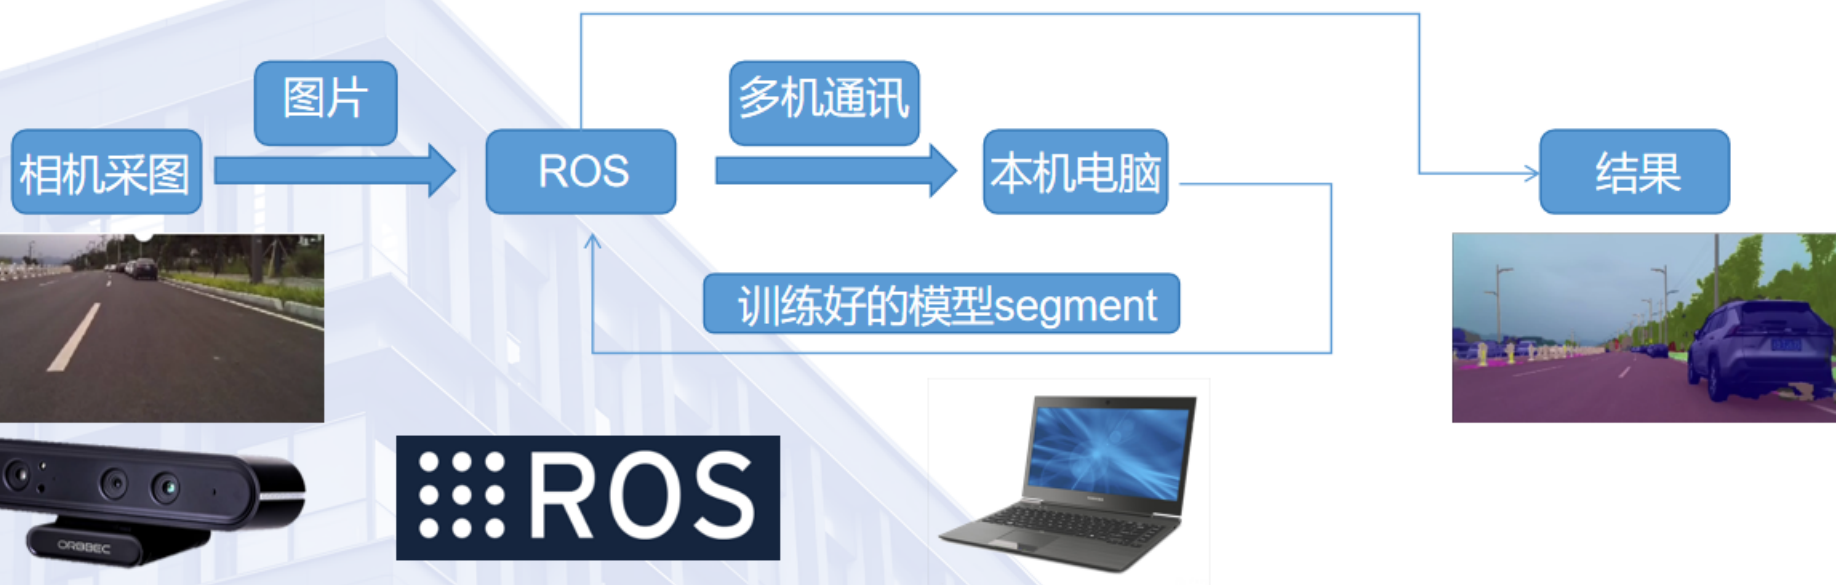 图片
多机通讯
相机采图
ROS
本机电脑
结果
训练好的模型segment
ROS
ORBBEC